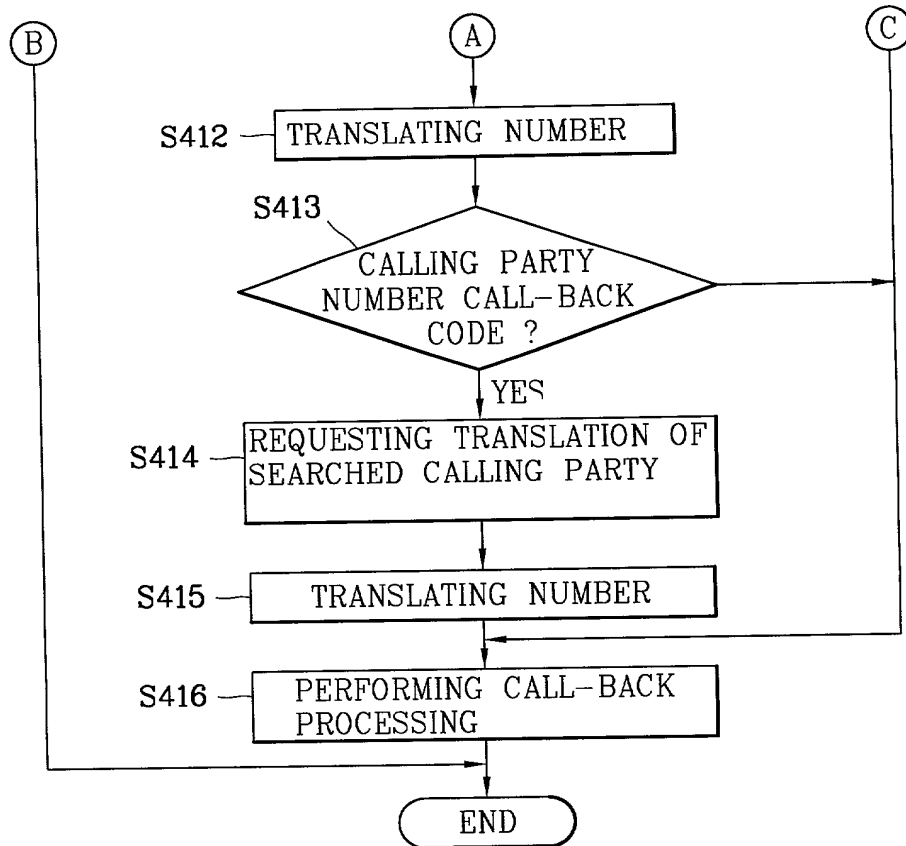 B
A
C
S412
TRANSLATING NUMBER
S413
CALLING PARTY
NUMBER CALL-BACK
CODE ?
YES
S414
REQUESTING TRANSLATION OF
SEARCHED CALLING PARTY
S415
TRANSLATING NUMBER
S416
PERFORMING CALL-BACK
PROCESSING
END